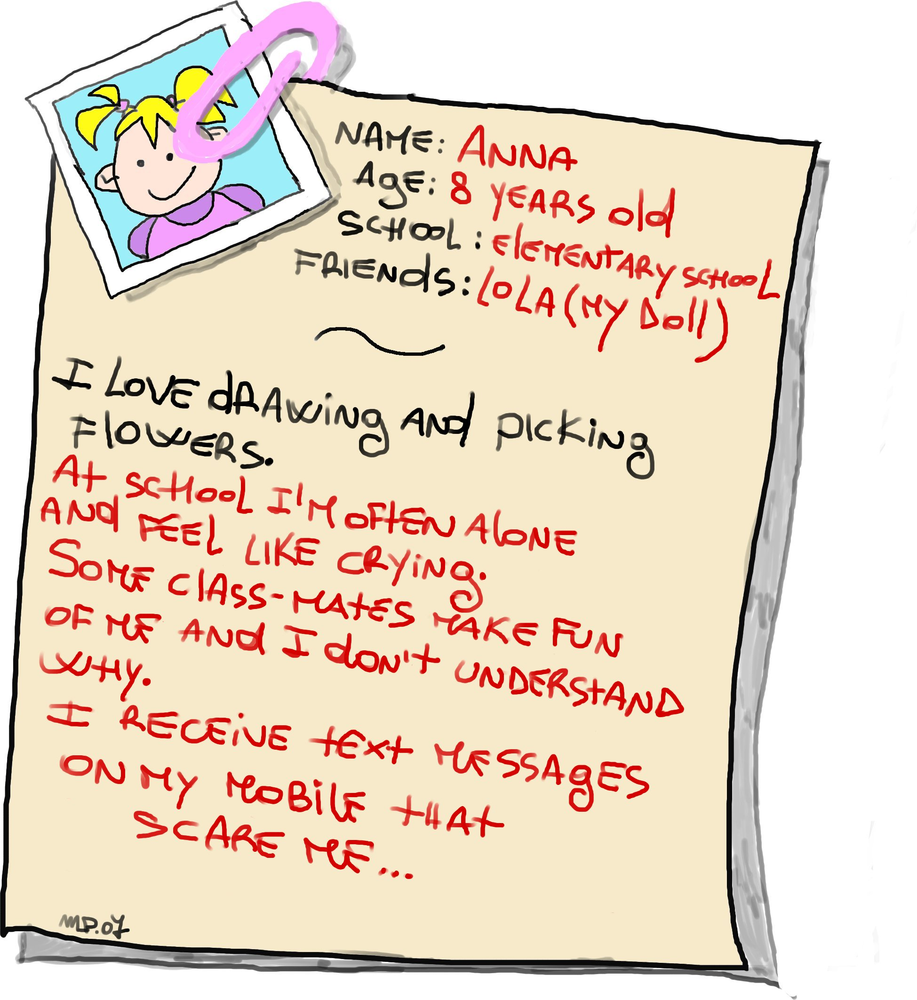 NAME: ANNA
AGE: 8 YEARS old
SCHOOL: ELEMENTARY SCHOOL
FRIENDS: LOLA (MY DOLL)
I LOVE dRAWING AND PICKING
FLOWERS.
At SCHOOL I'M OFTEN ALONE
AND FEEL LIKE CRYING.
SOME CLASS-MATES MAKE FUN
OF ME AND I don't UNDERSTAND
WHY.
I RECEIVE tEXt MESSAGES
ON MY MOBILE tHAt
SCARE ME...
MP.07